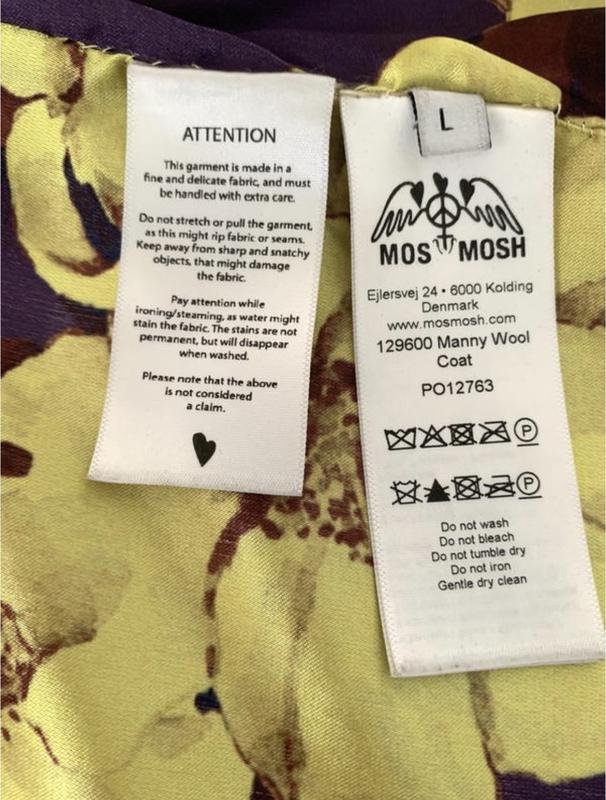 ATTENTION
This garment is made in a
fine and delicate fabric, and must
be handled with extra care.
Do not stretch or pull the garment,
as this might rip fabric or seams.
Keep away from sharp and snatchy
objects, that might damage
the fabric.
Pay attention while
ironing/steaming, as water might
stain the fabric. The stains are not
permanent, but will disappear
when washed.
Please note that the above
is not considered
a claim.
L
MOS MOSH
Ejlersvej 24 • 6000 Kolding
Denmark
www.mosmosh.com
129600 Manny Wool
Coat
PO12763
P
P
Do not wash
Do not bleach
Do not tumble dry
Do not iron
Gentle dry clean